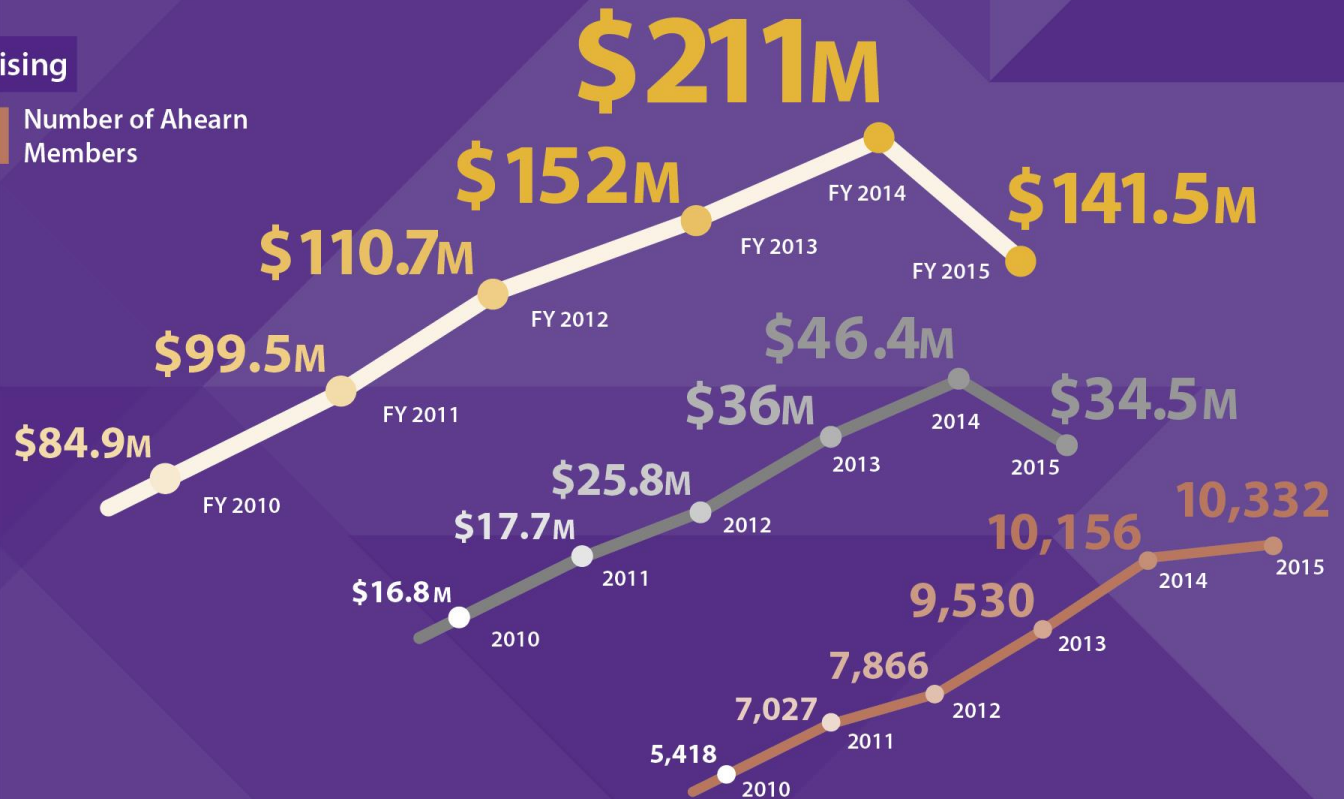 ising
Number of Ahearn
Members
$84.9M
FY 2010
$99.5M
FY 2011
$110.7M
FY 2012
$152M
FY 2013
$211M
FY 2014
$141.5M
FY 2015
$16.8M
2010
$17.7M
2011
$25.8M
2012
$36M
2013
$46.4M
2014
$34.5M
2015
5,418
2010
7,027
2011
7,866
2012
9,530
2013
10,156
2014
10,332
2015